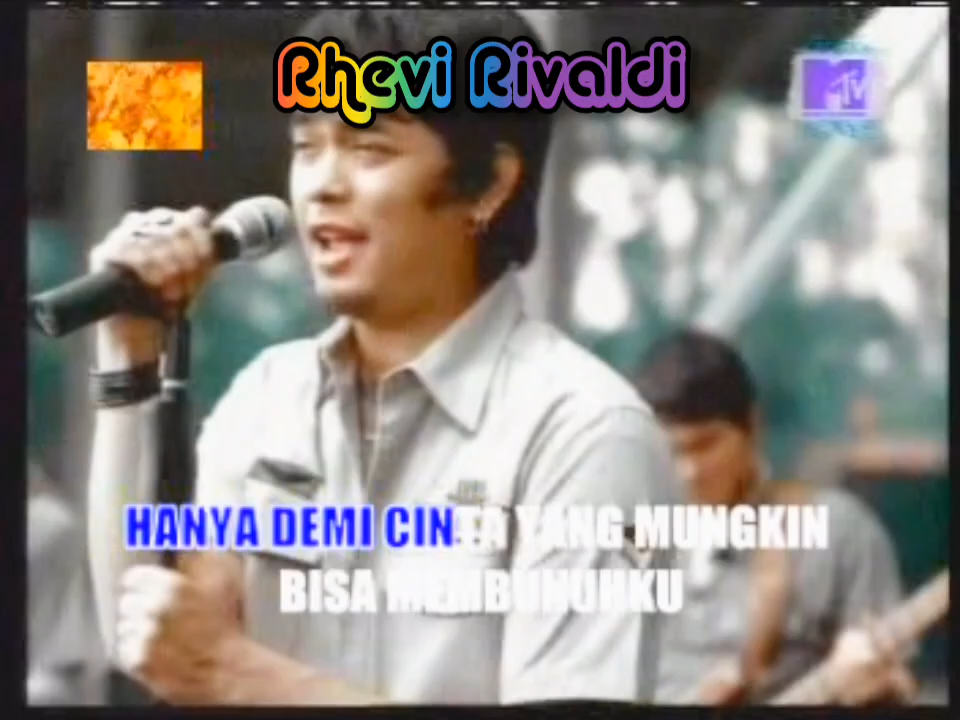 Rhevi Rivaldi
MTV
HANYA DEMI CINTA YANG MUNGKIN
BISA MEMBUNUHKU